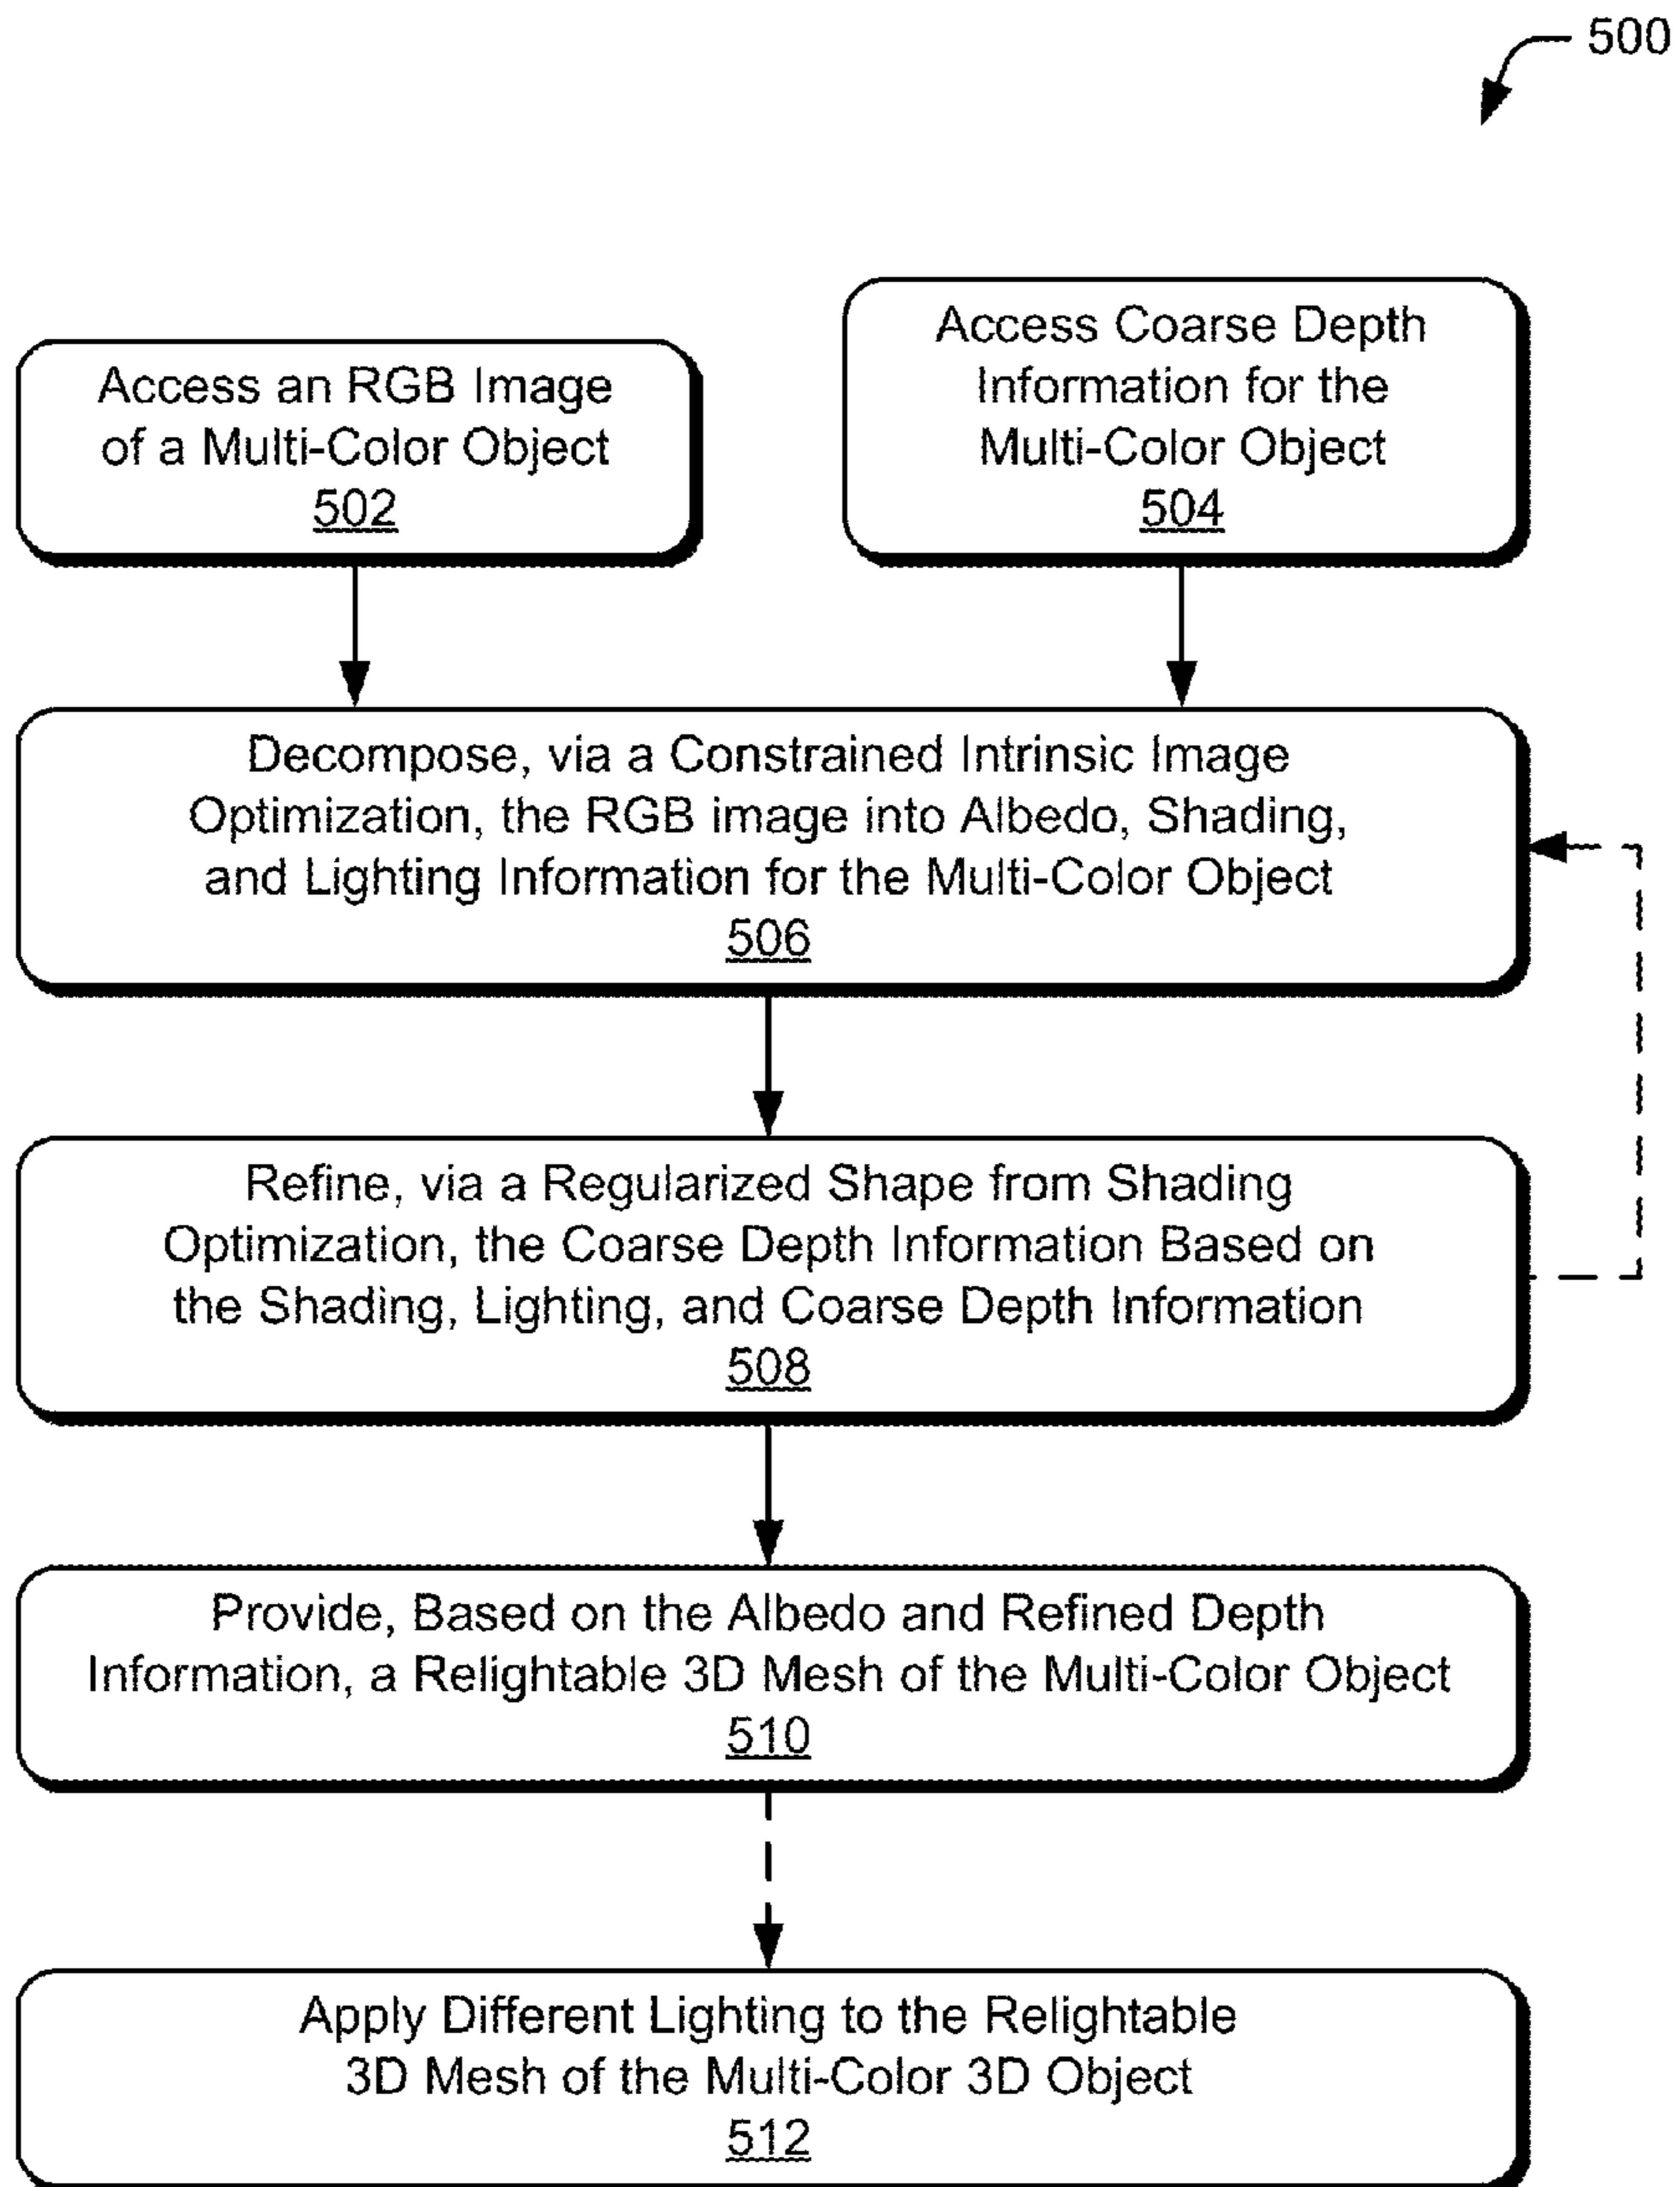 500
Access an RGB Image
of a Multi-Color Object
502
Access Coarse Depth
Information for the
Multi-Color Object
504
Decompose, via a Constrained Intrinsic Image
Optimization, the RGB image into Albedo, Shading,
and Lighting Information for the Multi-Color Object
506
Refine, via a Regularized Shape from Shading
Optimization, the Coarse Depth Information Based on
the Shading, Lighting, and Coarse Depth Information
508
Provide, Based on the Albedo and Refined Depth
Information, a Relightable 3D Mesh of the Multi-Color Object
510
Apply Different Lighting to the Relightable
3D Mesh of the Multi-Color 3D Object
512